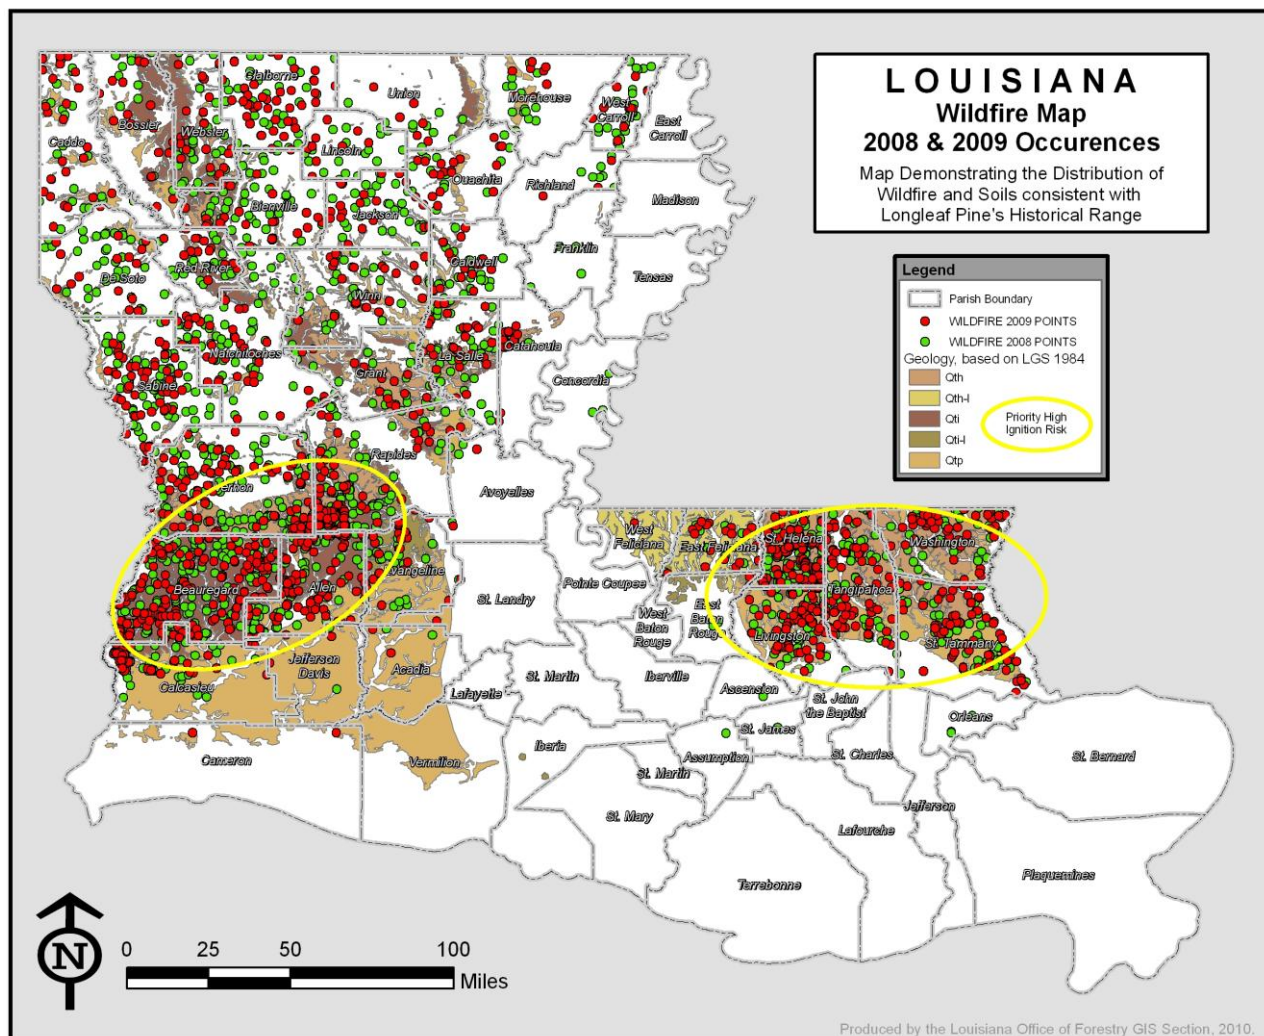 LOUISIANA
Wildfire Map
2008 & 2009 Occurences
Map Demonstrating the Distribution of
Wildfire and Soils consistent with
Longleaf Pine's Historical Range
Legend
Parish Boundary
WILDFIRE 2009 POINTS
WILDFIRE 2008 POINTS
Geology, based on LGS 1984
Qth
Qth-l
Qti
Qti-l
Qtp
Priority High
Ignition Risk
Claiborne
Union
Morehouse
West
Carroll
East
Carroll
Bossier
Webster
Caddo
Lincoln
Ouachita
Richland
Madison
Bienville
Jackson
Franklin
Tensas
De Soto
Red River
Caldwell
Winn
Natchitoches
La Salle
Catahoula
Sabine
Grant
Concordia
Rapides
Vernon
Avoyelles
West
Feliciana
East Feliciana
St. Helena
Washington
Beauregard
Allen
Evangeline
St. Landry
Pointe Coupee
West
Baton
Rouge
East
Baton
Rouge
Tangipahoa
Livingston
St. Tammany
Jefferson
Davis
Acadia
Lafayette
St. Martin
Iberville
Ascension
St. John
the Baptist
Calcasieu
St. James
Orleans
Cameron
Vermilion
Iberia
Assumption
St. Charles
St. Bernard
St. Martin
St. Mary
Jefferson
Lafourche
Terrebonne
Plaquemines
N
0 25 50 100
Miles
Produced by the Louisiana Office of Forestry GIS Section, 2010.